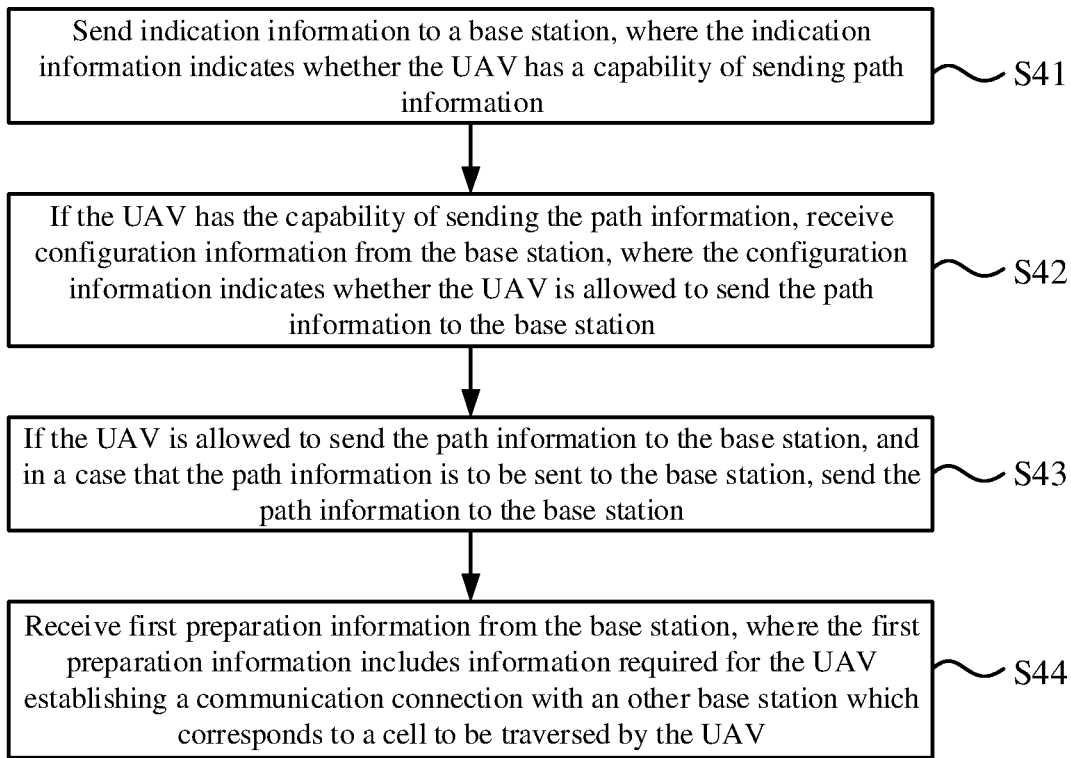 Send indication information to a base station, where the indication
information indicates whether the UAV has a capability of sending path
information
S41
If the UAV has the capability of sending the path information, receive
configuration information from the base station, where the configuration
information indicates whether the UAV is allowed to send the path
information to the base station
S42
If the UAV is allowed to send the path information to the base station, and
in a case that the path information is to be sent to the base station, send the
path information to the base station
S43
Receive first preparation information from the base station, where the first
preparation information includes information required for the UAV
establishing a communication connection with an other base station which
corresponds to a cell to be traversed by the UAV
S44